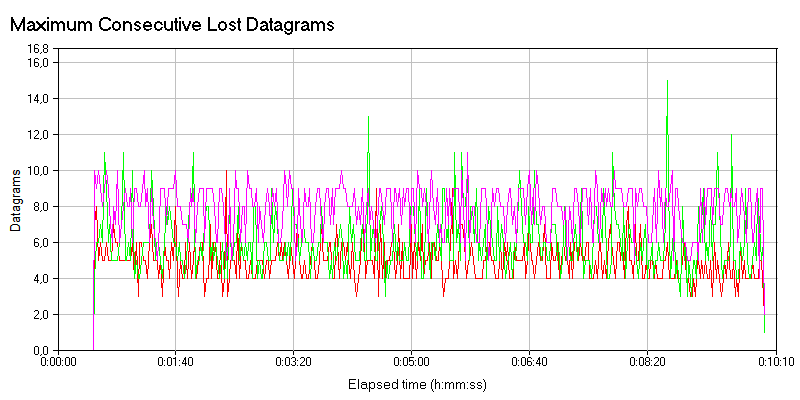 Maximum Consecutive Lost Datagrams
16,8
16,0
14,0
12,0
10,0
8,0
6,0
4,0
2,0
0,0
Datagrams
0:00:00 0:01:40 0:03:20 0:05:00 0:06:40 0:08:20 0:10:10
Elapsed time (h:mm:ss)